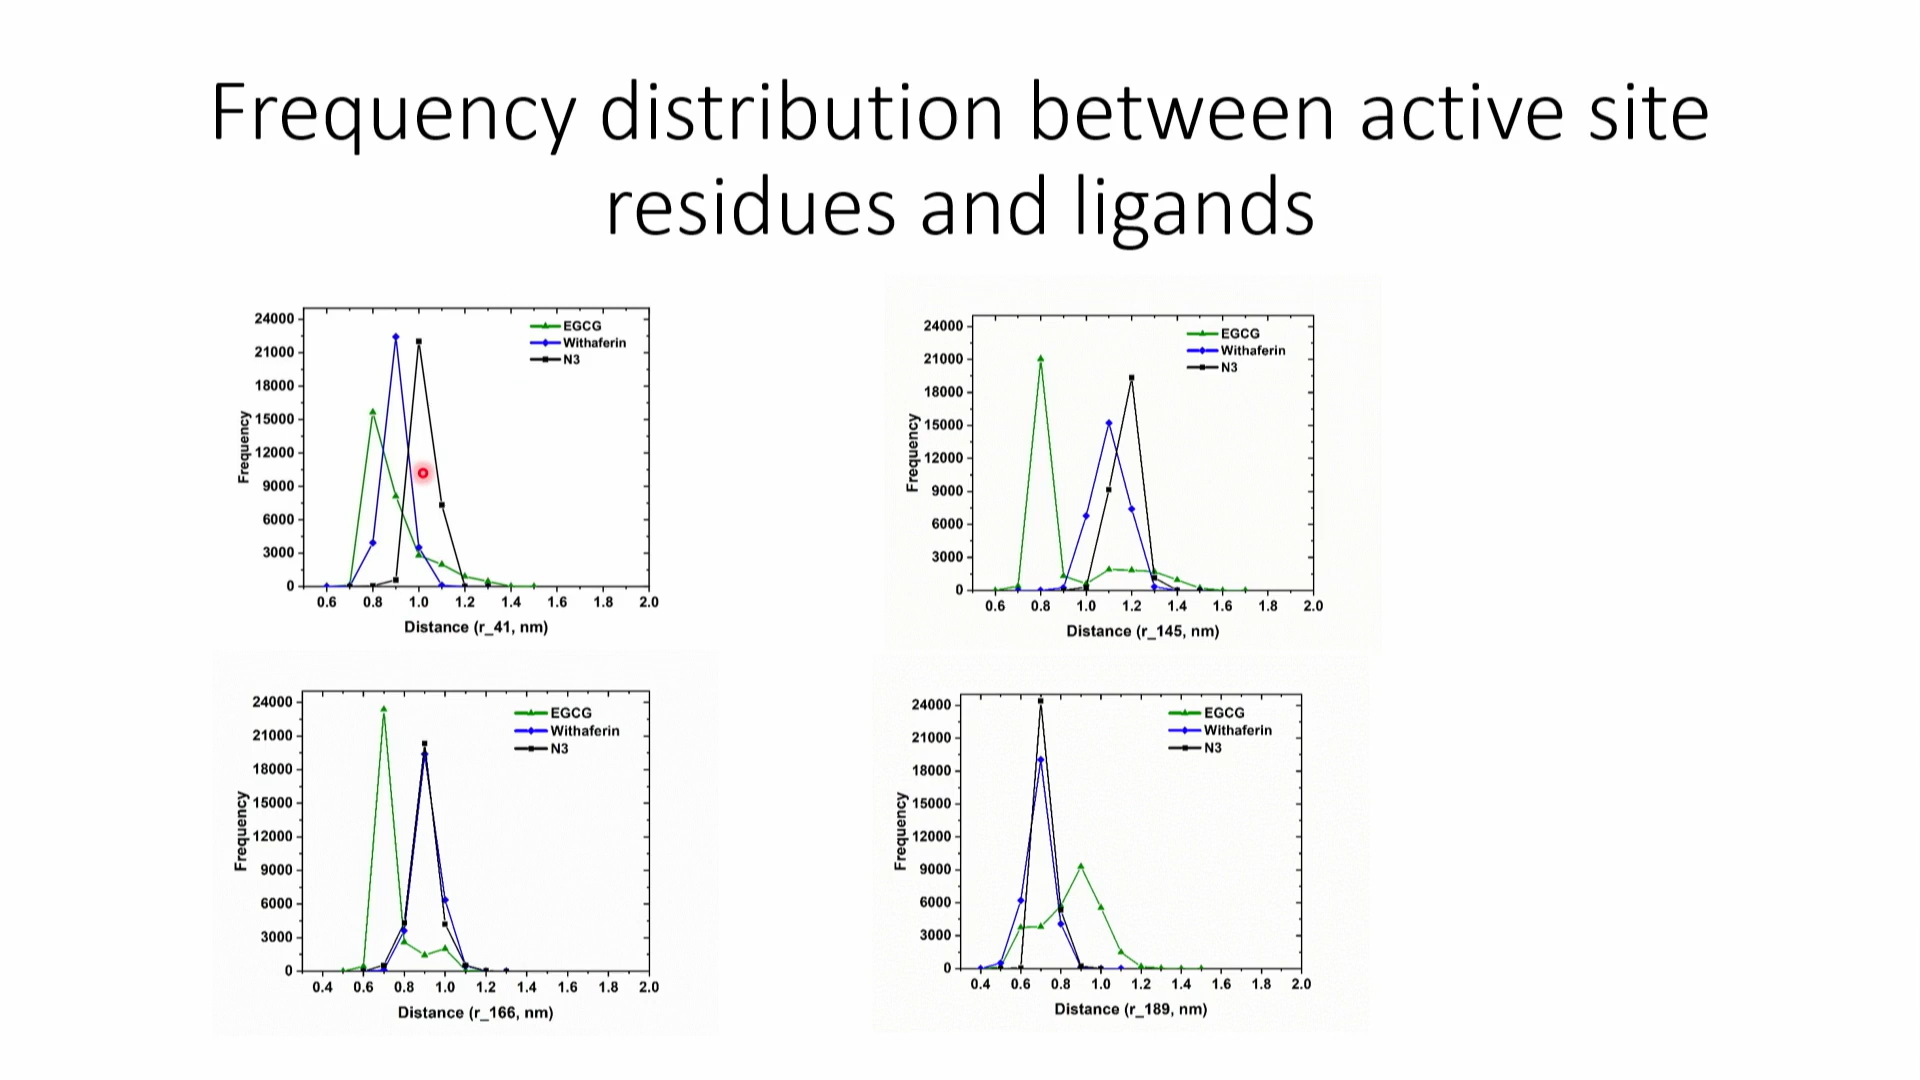 Frequency distribution between active site
residues and ligands
24000
21000
18000
15000
12000
9000
6000
3000
0
Frequency
EGCG
Withaferin
N3
0.6 0.8 1.0 1.2 1.4 1.6 1.8 2.0
Distance (r_41, nm)
24000
21000
18000
15000
12000
9000
6000
3000
0
Frequency
EGCG
Withaferin
N3
0.6 0.8 1.0 1.2 1.4 1.6 1.8 2.0
Distance (r_145, nm)
24000
21000
18000
15000
12000
9000
6000
3000
0
Frequency
EGCG
Withaferin
N3
0.4 0.6 0.8 1.0 1.2 1.4 1.6 1.8 2.0
Distance (r_166, nm)
24000
21000
18000
15000
12000
9000
6000
3000
0
Frequency
EGCG
Withaferin
N3
0.4 0.6 0.8 1.0 1.2 1.4 1.6 1.8 2.0
Distance (r_189, nm)